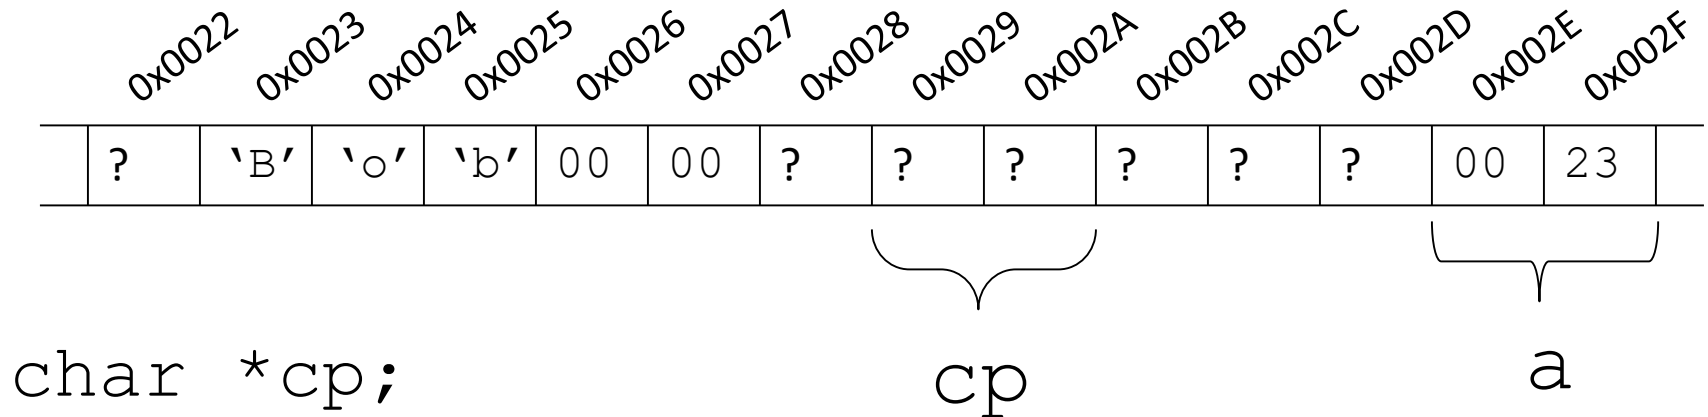 0x0022 0x0023 0x0024 0x0025 0x0026 0x0027 0x0028 0x0029 0x002A 0x002B 0x002C 0x002D 0x002E 0x002F
? ‘B’ ‘o’ ‘b’ 00 00 ? ? ? ? ? ? 00 23
char *cp; cp a